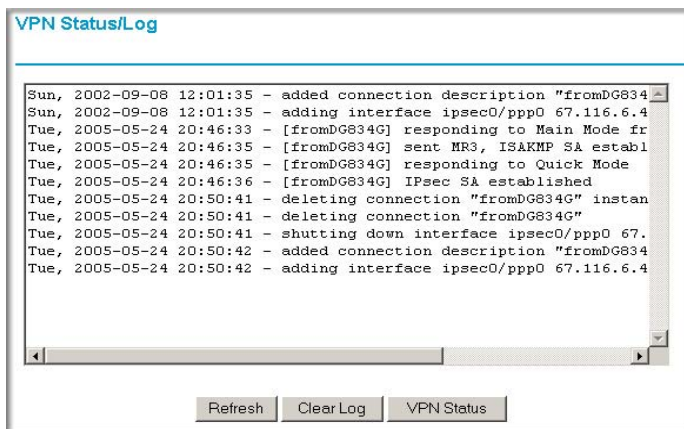 VPN Status/Log
Sun, 2002-09-08 12:01:35 - added connection description "fromDG834
Sun, 2002-09-08 12:01:35 - adding interface ipsec0/ppp0 67.116.6.4
Tue, 2005-05-24 20:46:33 - [fromDG834G] responding to Main Mode fr
Tue, 2005-05-24 20:46:35 - [fromDG834G] sent MR3, ISAKMP SA establ
Tue, 2005-05-24 20:46:35 - [fromDG834G] responding to Quick Mode
Tue, 2005-05-24 20:46:36 - [fromDG834G] IPsec SA established
Tue, 2005-05-24 20:50:41 - deleting connection "fromDG834G" instan
Tue, 2005-05-24 20:50:41 - deleting connection "fromDG834G"
Tue, 2005-05-24 20:50:41 - shutting down interface ipsec0/ppp0 67.
Tue, 2005-05-24 20:50:42 - added connection description "fromDG834
Tue, 2005-05-24 20:50:42 - adding interface ipsec0/ppp0 67.116.6.4
Refresh Clear Log VPN Status